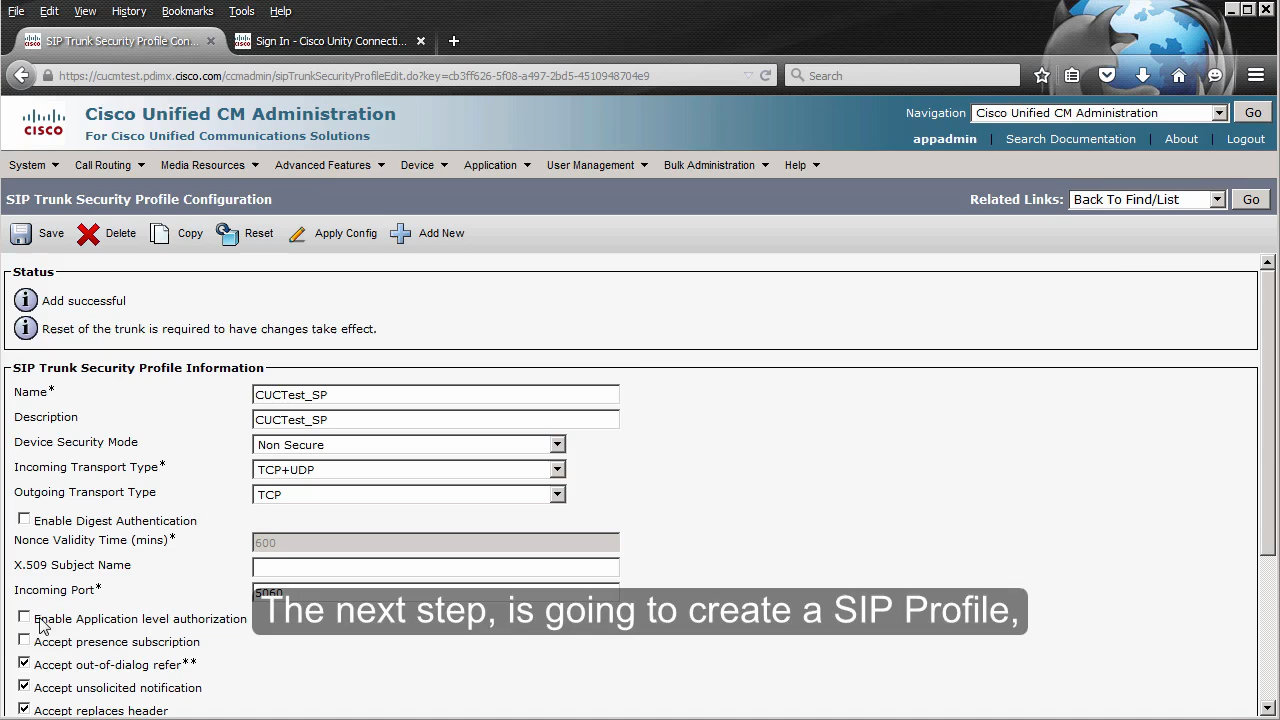 File Edit View History Bookmarks Tools Help
SIP Trunk Security Profile Con... Sign In - Cisco Unity Connecti...
https://cucmtest.pdimx.cisco.com/ccmadmin/sipTrunkSecurityProfileEdit.do?key=cb3ff626-5f08-a497-2bd5-4510948704e9 Search
CISCO
Cisco Unified CM Administration
For Cisco Unified Communications Solutions
Navigation Cisco Unified CM Administration Go
appadmin Search Documentation About Logout
System Call Routing Media Resources Advanced Features Device Application User Management Bulk Administration Help
SIP Trunk Security Profile Configuration Related Links: Back To Find/List Go
Save Delete Copy Reset Apply Config Add New
Status
Add successful
Reset of the trunk is required to have changes take effect.
SIP Trunk Security Profile Information
Name* CUCTest_SP
Description CUCTest_SP
Device Security Mode Non Secure
Incoming Transport Type* TCP+UDP
Outgoing Transport Type TCP
Enable Digest Authentication
Nonce Validity Time (mins)* 600
X.509 Subject Name
Incoming Port* 5060
The next step, is going to create a SIP Profile,
Enable Application level authorization
Accept presence subscription
Accept out-of-dialog refer**
Accept unsolicited notification
Accept replaces header